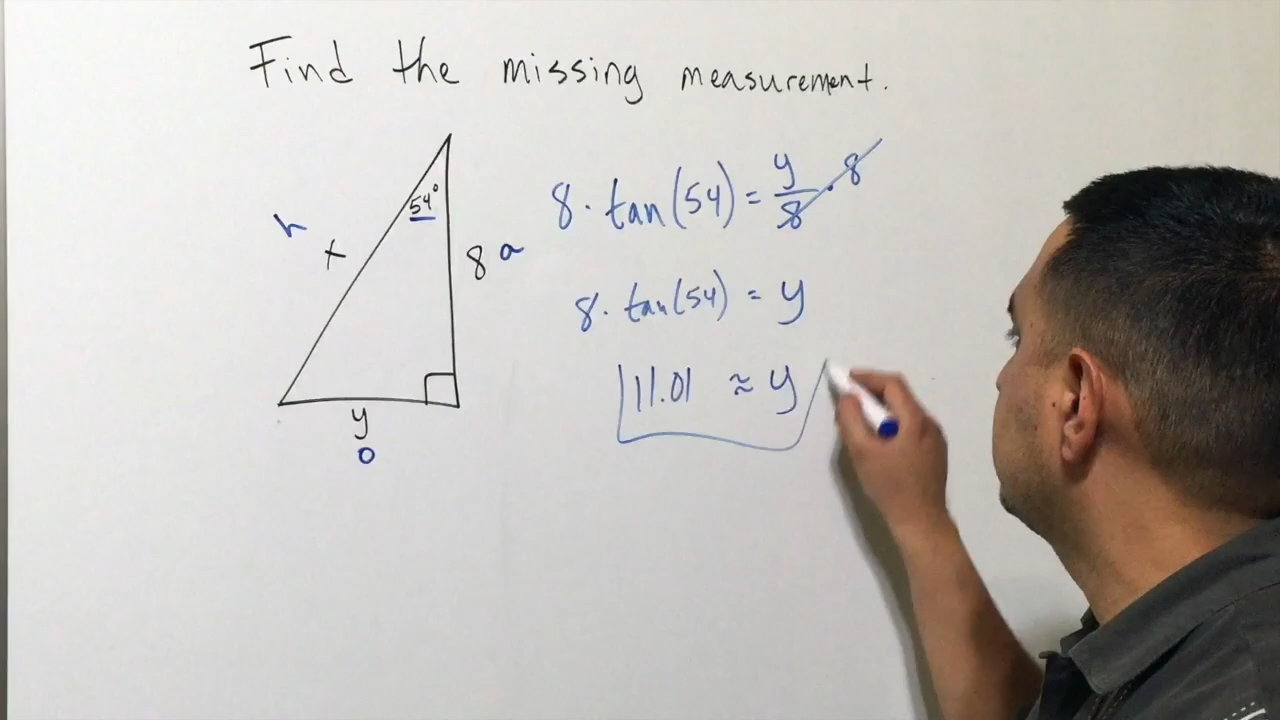 Find the missing measurement.
54°
h
x
8 a
y
o
8 · tan(54) = y/8 · 8
8 · tan(54) = y
11.01 ≈ y